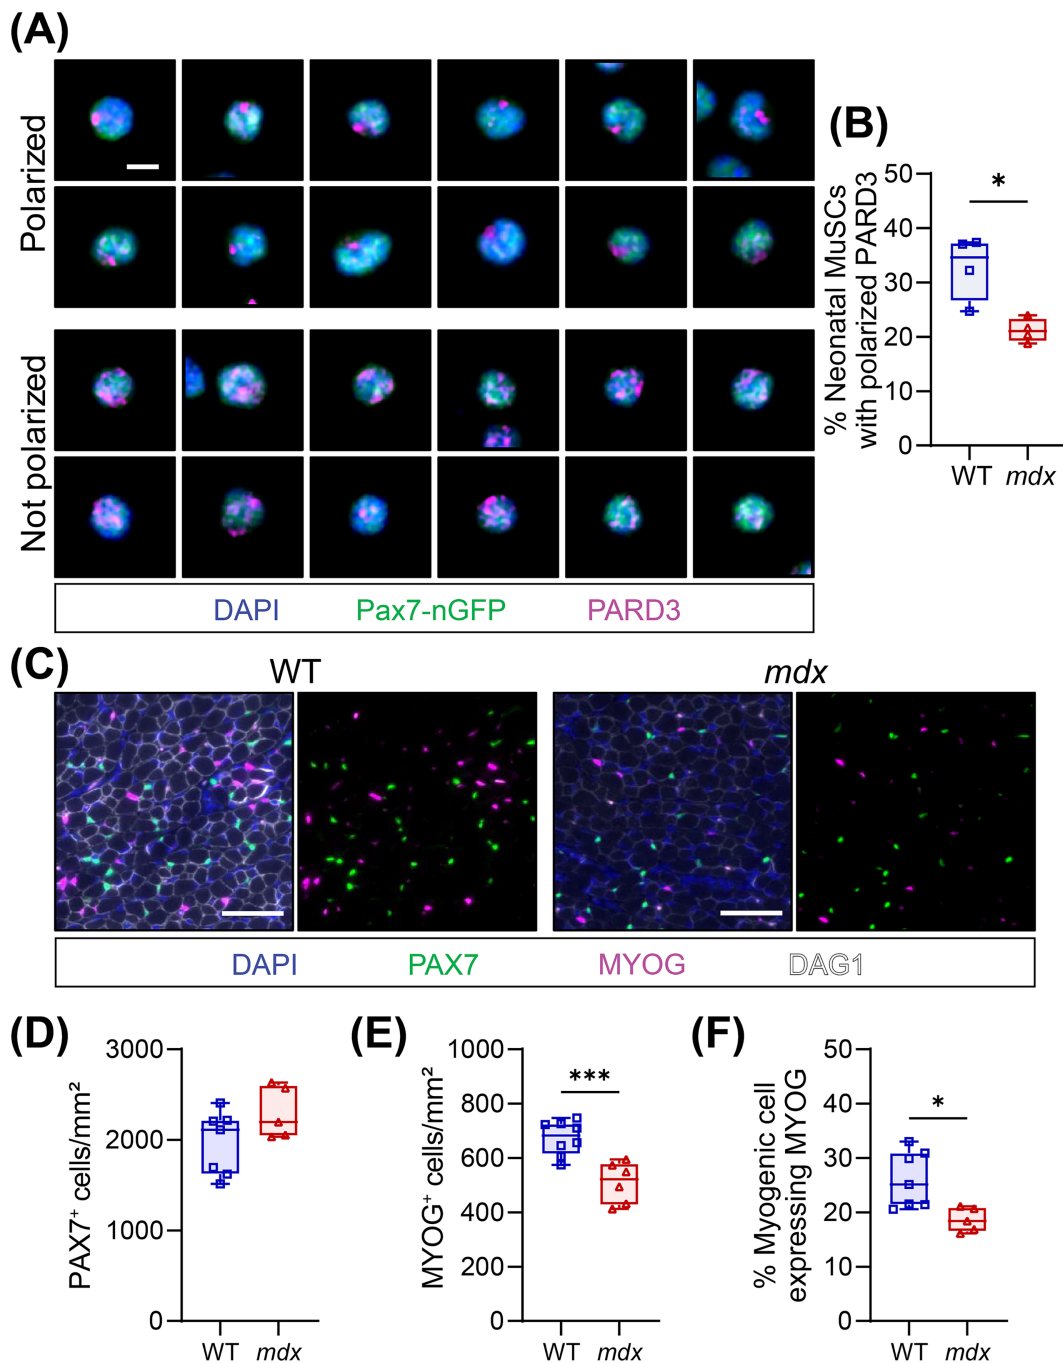 (A)
Polarized
Not polarized
DAPI Pax7-nGFP PARD3
(B)
% Neonatal MuSCs
with polarized PARD3
50
40
30
20
10
0
*
WT mdx
(C)
WT mdx
DAPI PAX7 MYOG DAG1
(D)
PAX7⁺ cells/mm²
3000
2000
1000
0
WT mdx
(E)
MYOG⁺ cells/mm²
1000
800
600
400
200
0
***
WT mdx
(F)
% Myogenic cell
expressing MYOG
50
40
30
20
10
0
*
WT mdx